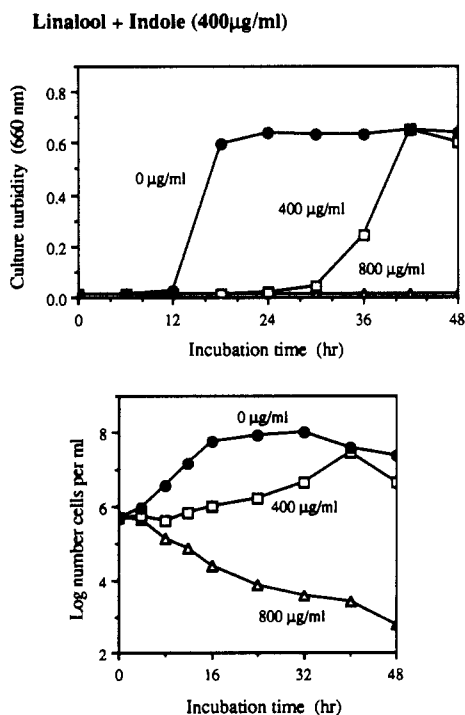 Linalool + Indole (400µg/ml)
Culture turbidity (660 nm)
0.8
0.6
0.4
0.2
0.0
0 µg/ml
400 µg/ml
800 µg/ml
0 12 24 36 48
Incubation time (hr)
Log number cells per ml
8
6
4
2
0 µg/ml
400 µg/ml
800 µg/ml
0 16 32 48
Incubation time (hr)